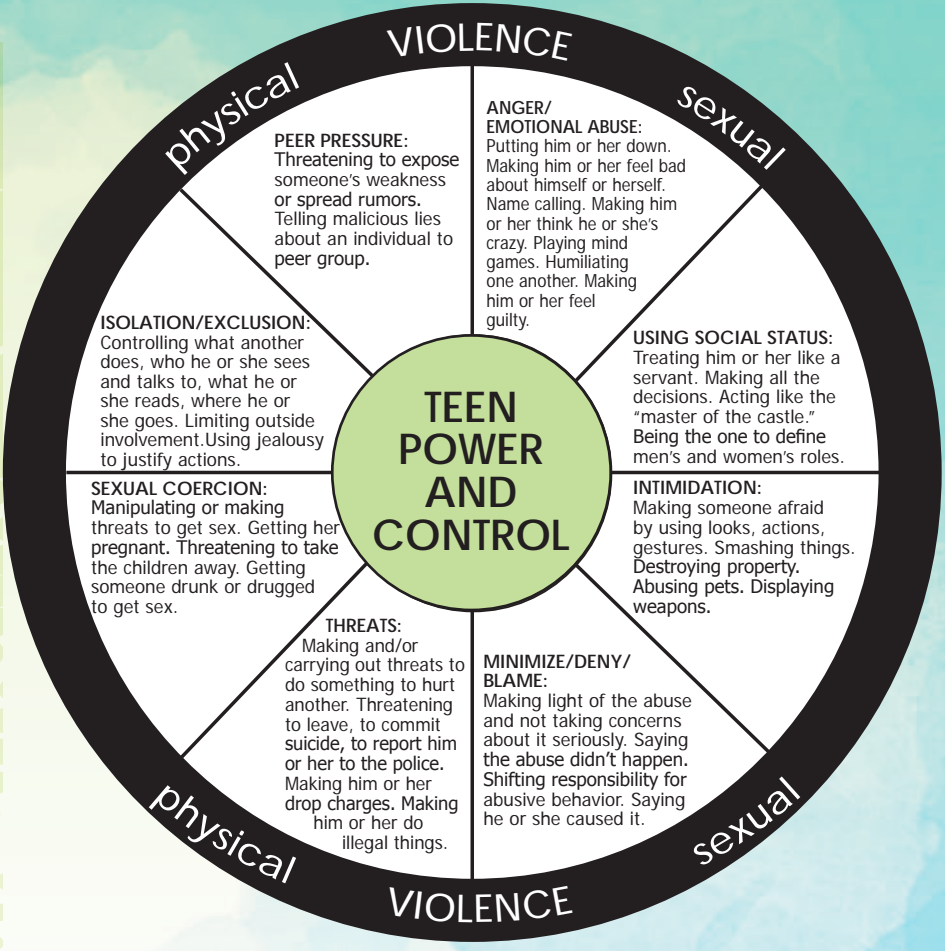 VIOLENCE
physical
sexual
PEER PRESSURE:
Threatening to expose
someone's weakness
or spread rumors.
Telling malicious lies
about an individual to
peer group.
ANGER/
EMOTIONAL ABUSE:
Putting him or her down.
Making him or her feel bad
about himself or herself.
Name calling. Making him
or her think he or she's
crazy. Playing mind
games. Humiliating
one another. Making
him or her feel
guilty.
ISOLATION/EXCLUSION:
Controlling what another
does, who he or she sees
and talks to, what he or
she reads, where he or
she goes. Limiting outside
involvement.Using jealousy
to justify actions.
USING SOCIAL STATUS:
Treating him or her like a
servant. Making all the
decisions. Acting like the
“master of the castle.”
Being the one to define
men's and women's roles.
TEEN
POWER
AND
CONTROL
SEXUAL COERCION:
Manipulating or making
threats to get sex. Getting her
pregnant. Threatening to take
the children away. Getting
someone drunk or drugged
to get sex.
INTIMIDATION:
Making someone afraid
by using looks, actions,
gestures. Smashing things.
Destroying property.
Abusing pets. Displaying
weapons.
THREATS:
Making and/or
carrying out threats to
do something to hurt
another. Threatening
to leave, to commit
suicide, to report him
or her to the police.
Making him or her
drop charges. Making
him or her do
illegal things.
MINIMIZE/DENY/
BLAME:
Making light of the abuse
and not taking concerns
about it seriously. Saying
the abuse didn't happen.
Shifting responsibility for
abusive behavior. Saying
he or she caused it.
physical
sexual
VIOLENCE